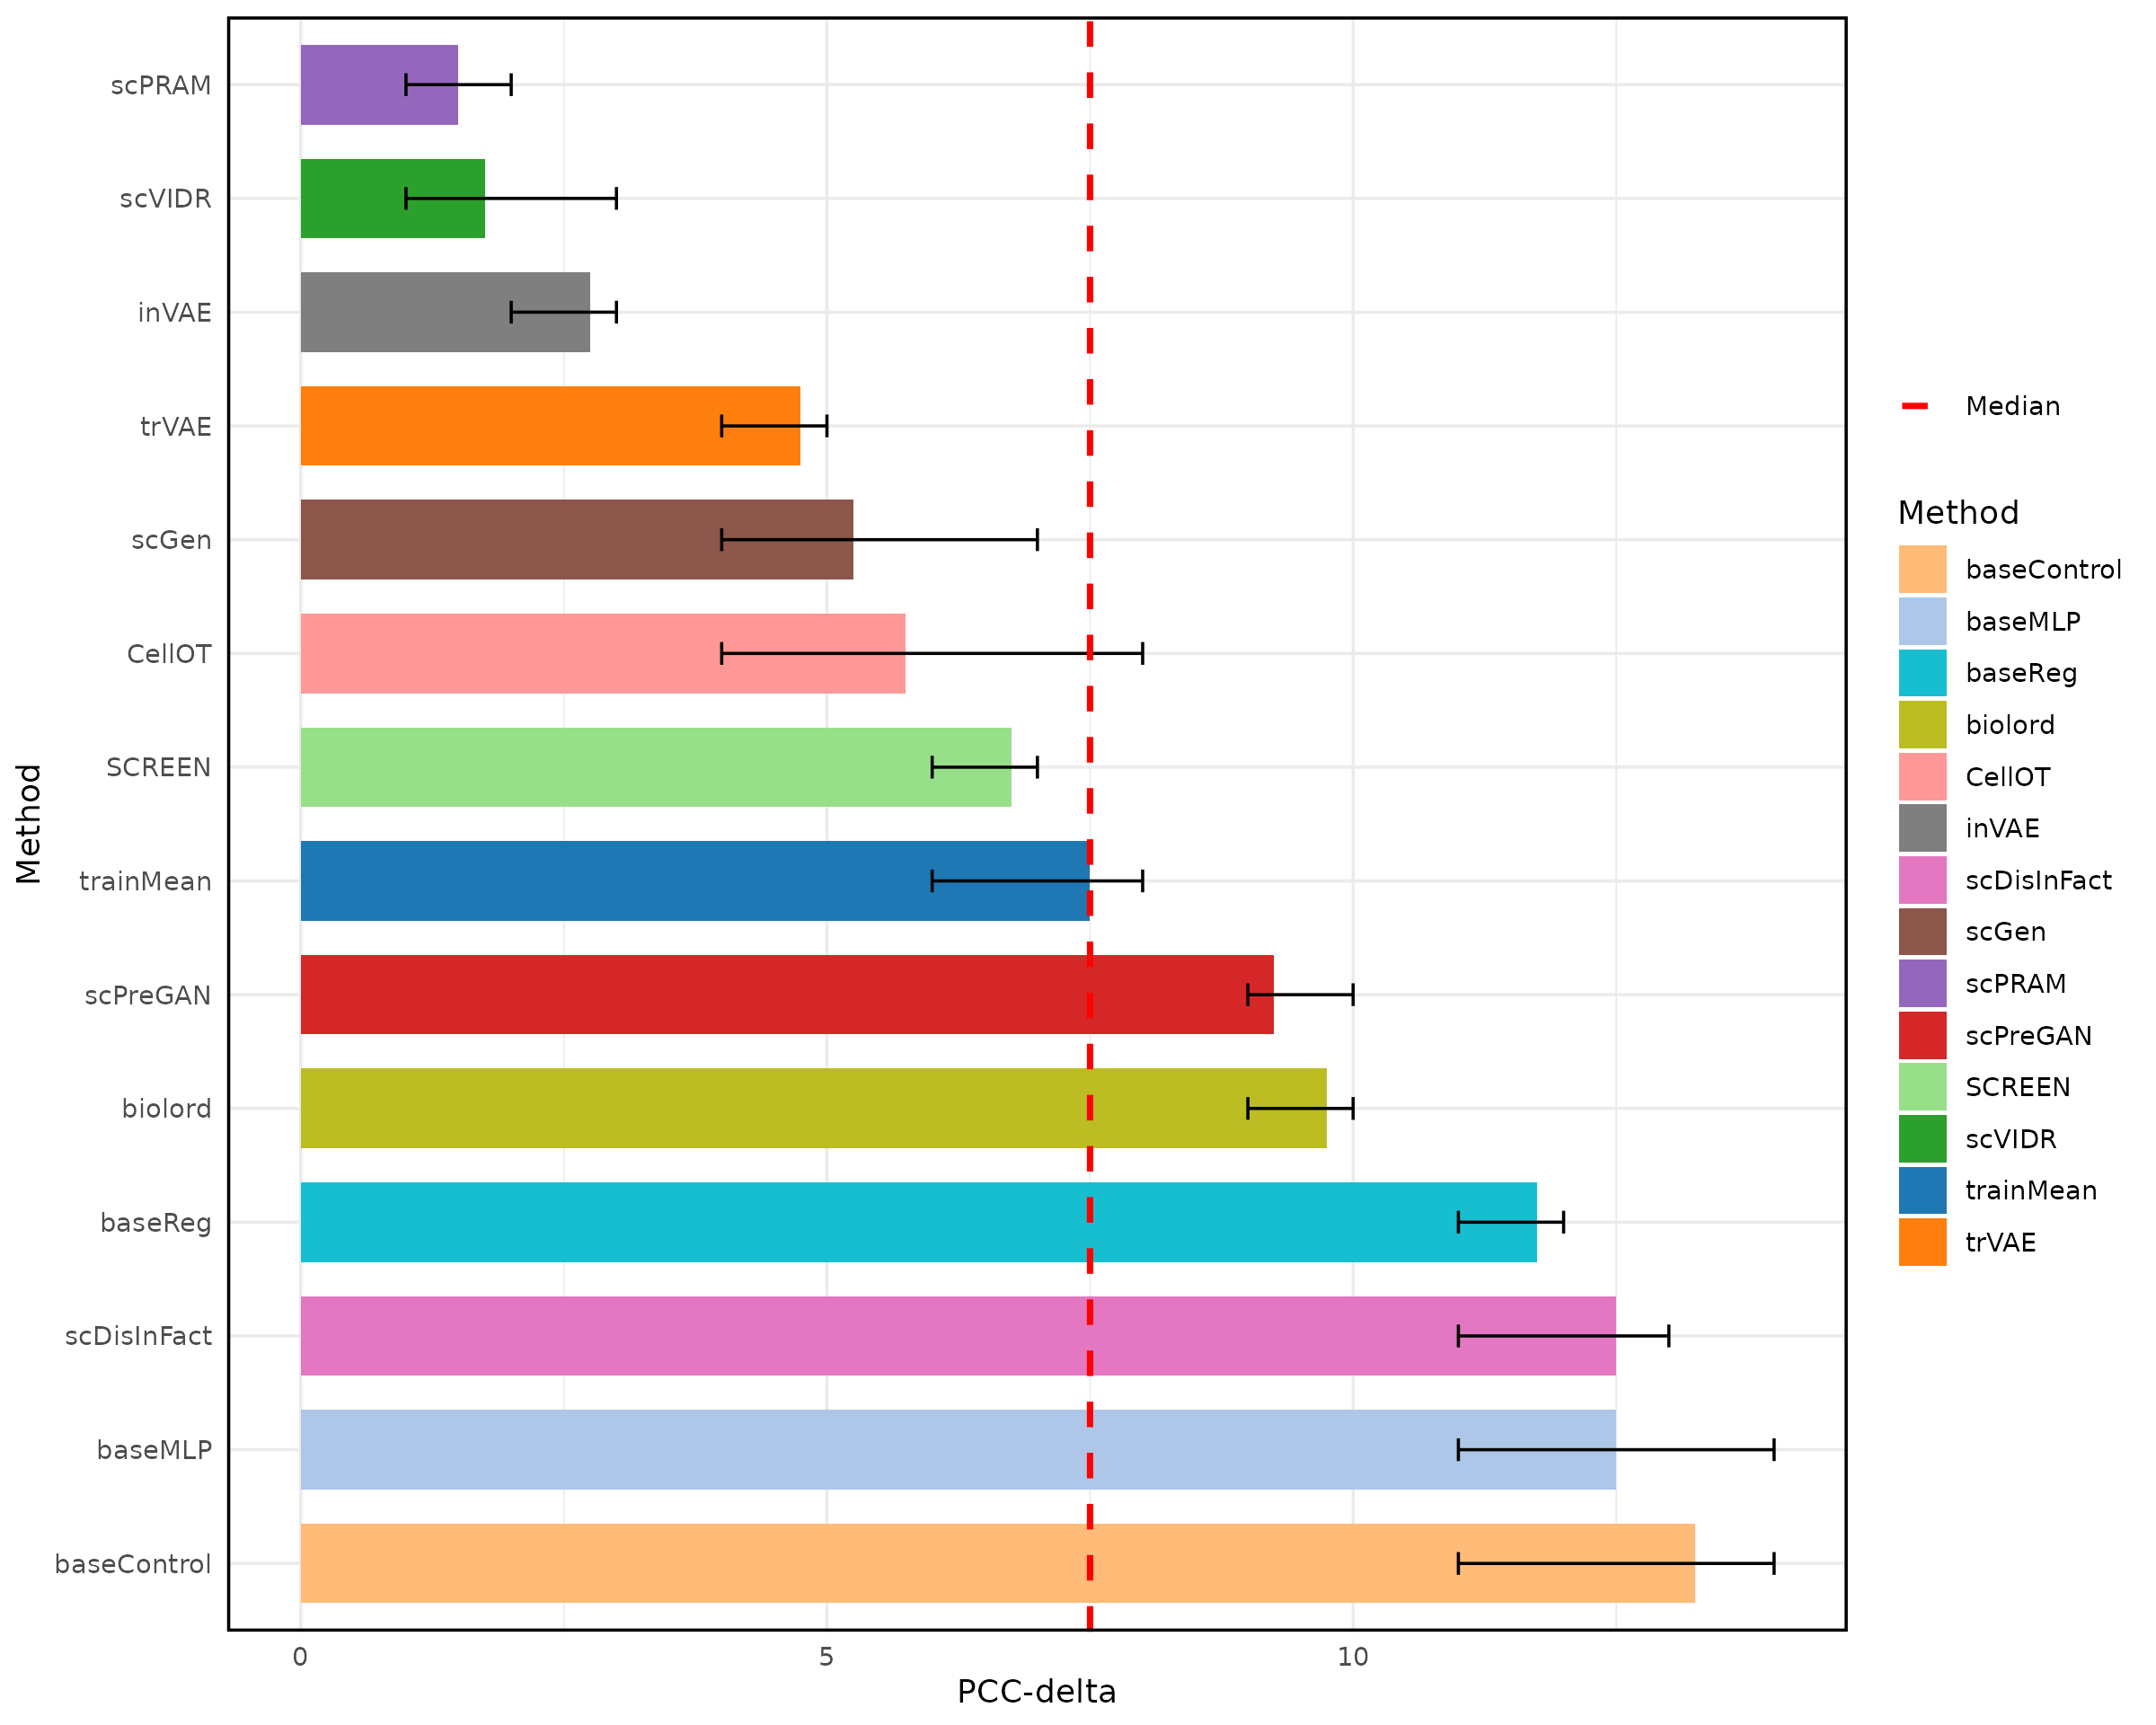 scPRAM
scVIDR
inVAE
trVAE
scGen
CellOT
SCREEN
trainMean
scPreGAN
biolord
baseReg
scDisInFact
baseMLP
baseControl
Method
0 5 10
PCC-delta
Median
Method
baseControl
baseMLP
baseReg
biolord
CellOT
inVAE
scDisInFact
scGen
scPRAM
scPreGAN
SCREEN
scVIDR
trainMean
trVAE